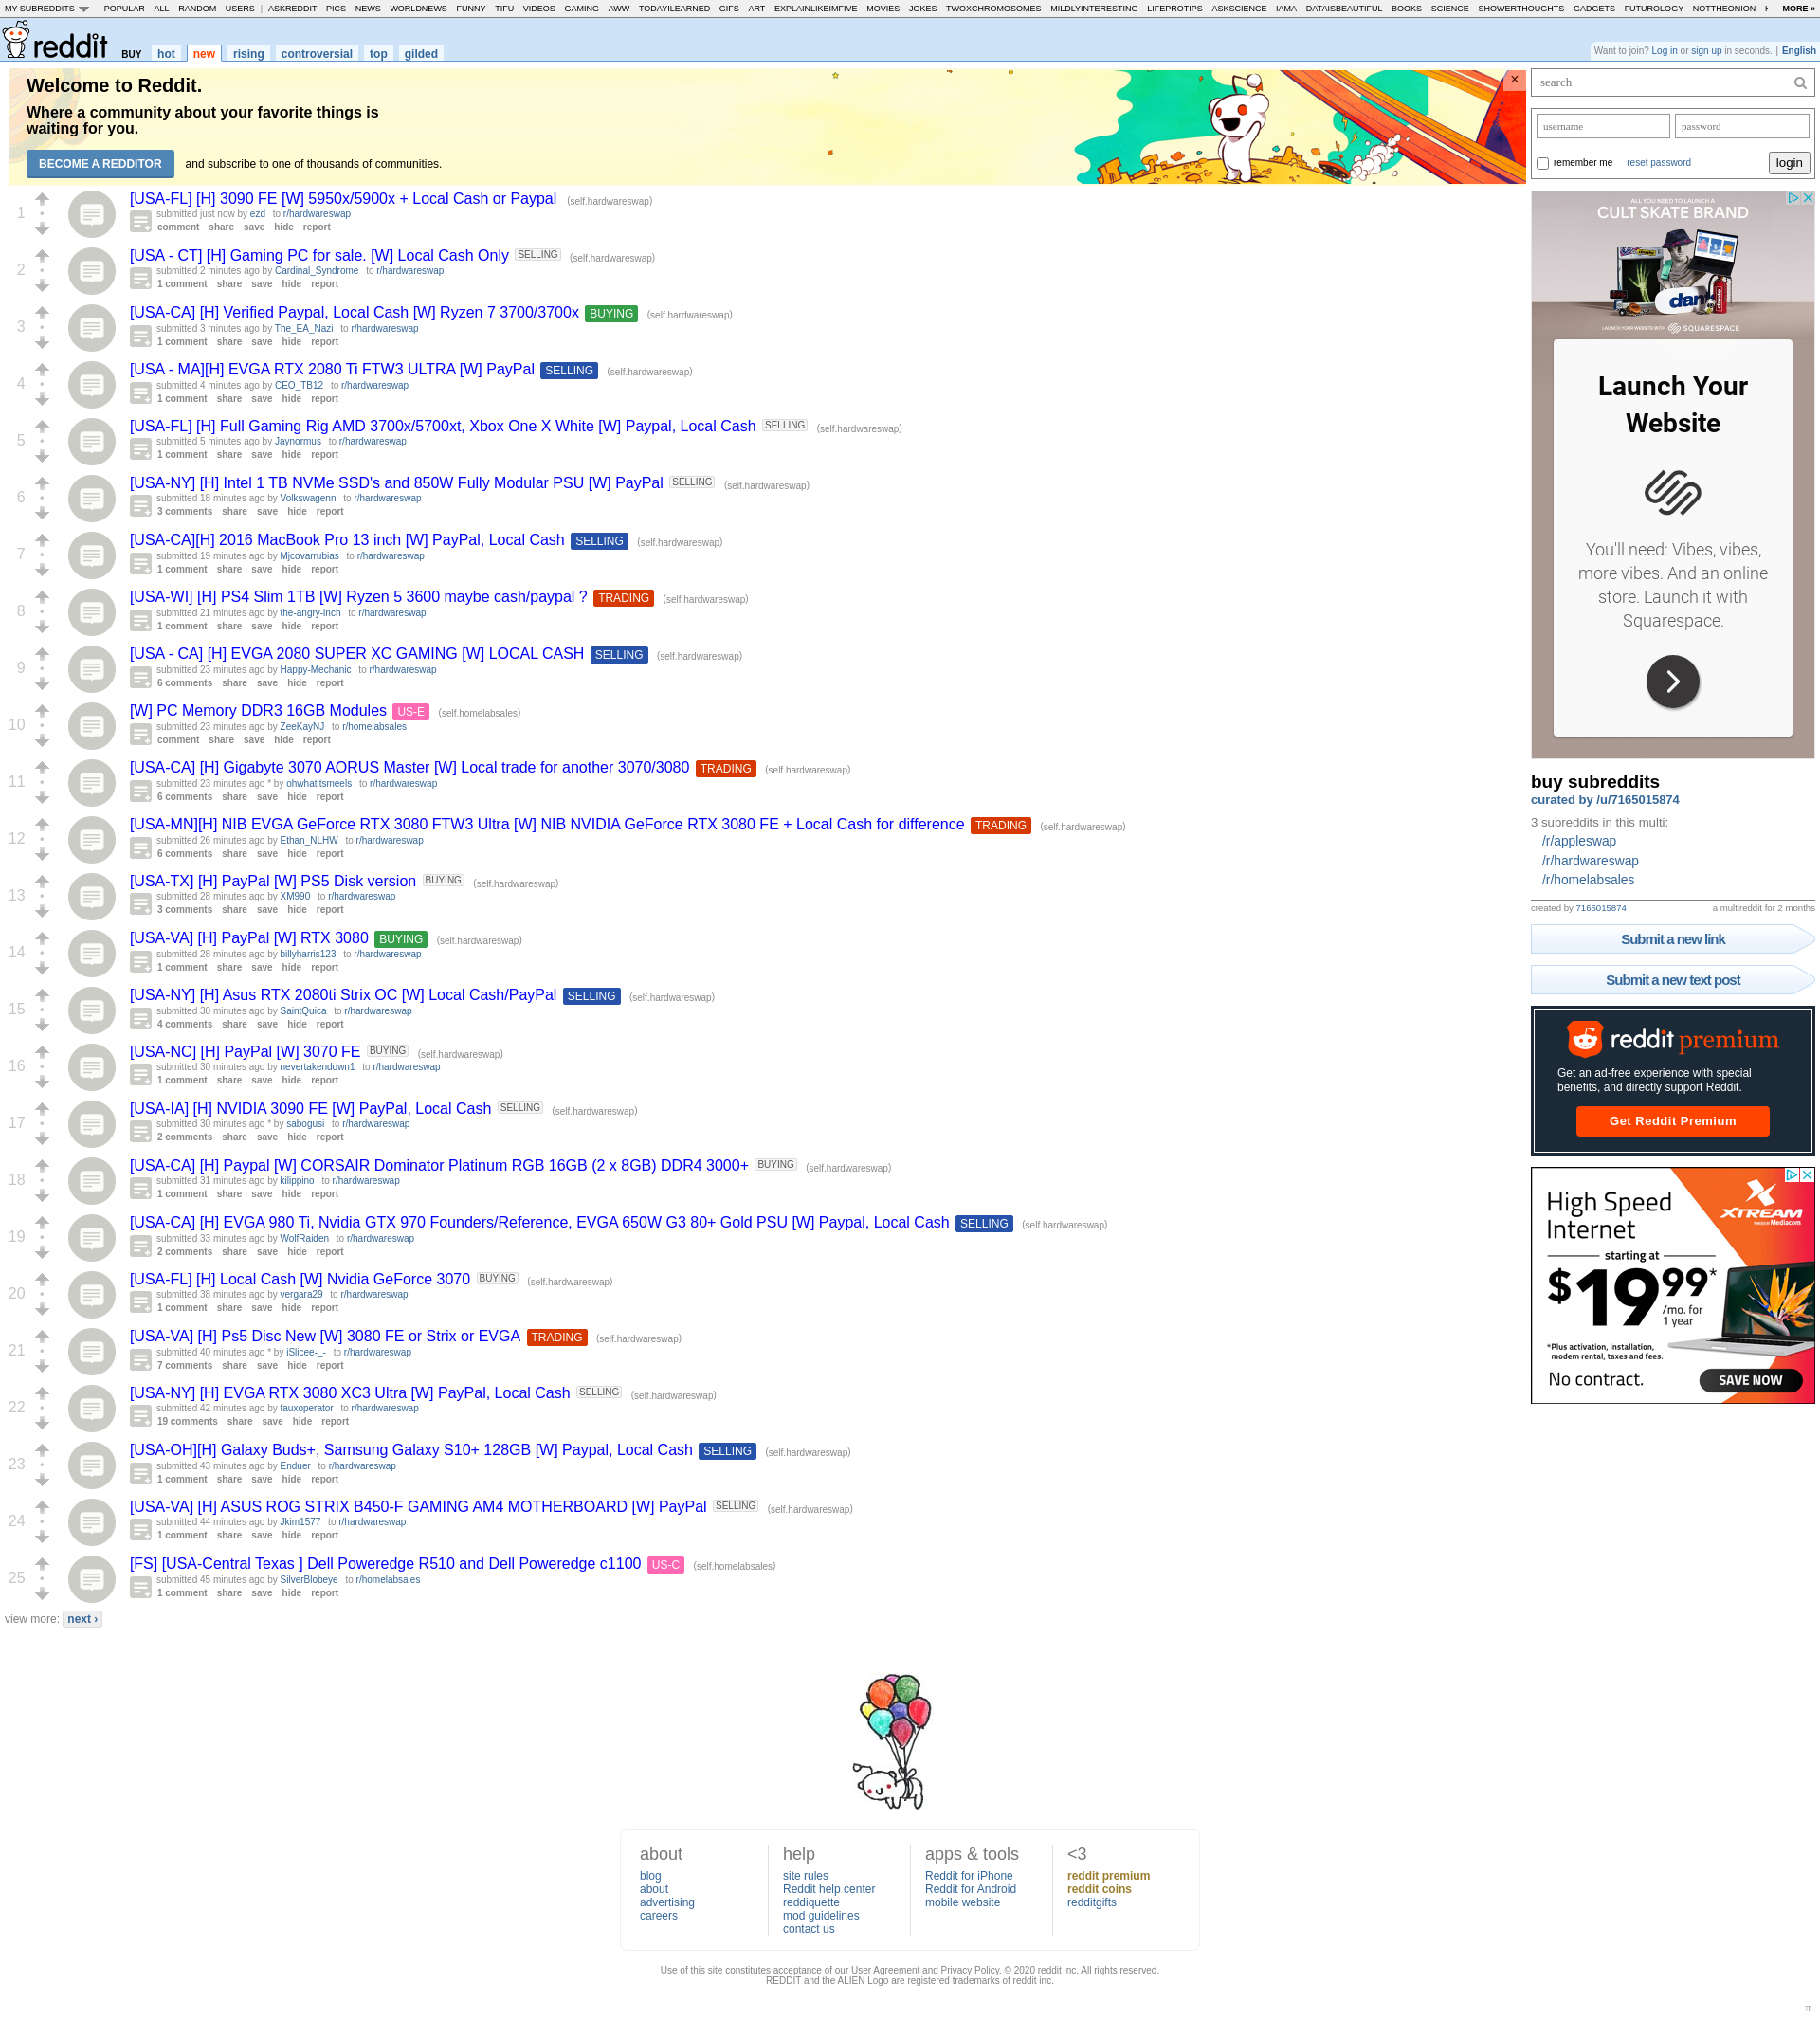 MY SUBREDDITS POPULAR - ALL - RANDOM - USERS | ASKREDDIT - PICS - NEWS - WORLDNEWS - FUNNY - TIFU - VIDEOS - GAMING - AWW - TODAYILEARNED - GIFS - ART - EXPLAINLIKEIMFIVE - MOVIES - JOKES - TWOXCHROMOSOMES - MILDLYINTERESTING - LIFEPROTIPS - ASKSCIENCE - IAMA - DATAISBEAUTIFUL - BOOKS - SCIENCE - SHOWERTHOUGHTS - GADGETS - FUTUROLOGY - NOTTHEONION - MORE »
reddit BUY hot new rising controversial top gilded
Want to join? Log in or sign up in seconds. | English
Welcome to Reddit.
Where a community about your favorite things is
waiting for you.
BECOME A REDDITOR and subscribe to one of thousands of communities.
1
[USA-FL] [H] 3090 FE [W] 5950x/5900x + Local Cash or Paypal (self.hardwareswap)
submitted just now by ezd to r/hardwareswap
comment share save hide report
2
[USA - CT] [H] Gaming PC for sale. [W] Local Cash Only SELLING (self.hardwareswap)
submitted 2 minutes ago by Cardinal_Syndrome to r/hardwareswap
1 comment share save hide report
3
[USA-CA] [H] Verified Paypal, Local Cash [W] Ryzen 7 3700/3700x BUYING (self.hardwareswap)
submitted 3 minutes ago by The_EA_Nazi to r/hardwareswap
1 comment share save hide report
4
[USA - MA][H] EVGA RTX 2080 Ti FTW3 ULTRA [W] PayPal SELLING (self.hardwareswap)
submitted 4 minutes ago by CEO_TB12 to r/hardwareswap
1 comment share save hide report
5
[USA-FL] [H] Full Gaming Rig AMD 3700x/5700xt, Xbox One X White [W] Paypal, Local Cash SELLING (self.hardwareswap)
submitted 5 minutes ago by Jaynormus to r/hardwareswap
1 comment share save hide report
6
[USA-NY] [H] Intel 1 TB NVMe SSD's and 850W Fully Modular PSU [W] PayPal SELLING (self.hardwareswap)
submitted 18 minutes ago by Volkswagenn to r/hardwareswap
3 comments share save hide report
7
[USA-CA][H] 2016 MacBook Pro 13 inch [W] PayPal, Local Cash SELLING (self.hardwareswap)
submitted 19 minutes ago by Mjcovarrubias to r/hardwareswap
1 comment share save hide report
8
[USA-WI] [H] PS4 Slim 1TB [W] Ryzen 5 3600 maybe cash/paypal ? TRADING (self.hardwareswap)
submitted 21 minutes ago by the-angry-inch to r/hardwareswap
1 comment share save hide report
9
[USA - CA] [H] EVGA 2080 SUPER XC GAMING [W] LOCAL CASH SELLING (self.hardwareswap)
submitted 23 minutes ago by Happy-Mechanic to r/hardwareswap
6 comments share save hide report
10
[W] PC Memory DDR3 16GB Modules US-E (self.homelabsales)
submitted 23 minutes ago by ZeeKayNJ to r/homelabsales
comment share save hide report
11
[USA-CA] [H] Gigabyte 3070 AORUS Master [W] Local trade for another 3070/3080 TRADING (self.hardwareswap)
submitted 23 minutes ago * by ohwhatitsmeels to r/hardwareswap
6 comments share save hide report
12
[USA-MN][H] NIB EVGA GeForce RTX 3080 FTW3 Ultra [W] NIB NVIDIA GeForce RTX 3080 FE + Local Cash for difference TRADING (self.hardwareswap)
submitted 26 minutes ago by Ethan_NLHW to r/hardwareswap
6 comments share save hide report
13
[USA-TX] [H] PayPal [W] PS5 Disk version BUYING (self.hardwareswap)
submitted 28 minutes ago by XM990 to r/hardwareswap
3 comments share save hide report
14
[USA-VA] [H] PayPal [W] RTX 3080 BUYING (self.hardwareswap)
submitted 28 minutes ago by billyharris123 to r/hardwareswap
1 comment share save hide report
15
[USA-NY] [H] Asus RTX 2080ti Strix OC [W] Local Cash/PayPal SELLING (self.hardwareswap)
submitted 30 minutes ago by SaintQuica to r/hardwareswap
4 comments share save hide report
16
[USA-NC] [H] PayPal [W] 3070 FE BUYING (self.hardwareswap)
submitted 30 minutes ago by nevertakendown1 to r/hardwareswap
1 comment share save hide report
17
[USA-IA] [H] NVIDIA 3090 FE [W] PayPal, Local Cash SELLING (self.hardwareswap)
submitted 30 minutes ago * by sabogusi to r/hardwareswap
2 comments share save hide report
18
[USA-CA] [H] Paypal [W] CORSAIR Dominator Platinum RGB 16GB (2 x 8GB) DDR4 3000+ BUYING (self.hardwareswap)
submitted 31 minutes ago by kilippino to r/hardwareswap
1 comment share save hide report
19
[USA-CA] [H] EVGA 980 Ti, Nvidia GTX 970 Founders/Reference, EVGA 650W G3 80+ Gold PSU [W] Paypal, Local Cash SELLING (self.hardwareswap)
submitted 33 minutes ago by WolfRaiden to r/hardwareswap
2 comments share save hide report
20
[USA-FL] [H] Local Cash [W] Nvidia GeForce 3070 BUYING (self.hardwareswap)
submitted 38 minutes ago by vergara29 to r/hardwareswap
1 comment share save hide report
21
[USA-VA] [H] Ps5 Disc New [W] 3080 FE or Strix or EVGA TRADING (self.hardwareswap)
submitted 40 minutes ago * by iSlicee-_- to r/hardwareswap
7 comments share save hide report
22
[USA-NY] [H] EVGA RTX 3080 XC3 Ultra [W] PayPal, Local Cash SELLING (self.hardwareswap)
submitted 42 minutes ago by fauxoperator to r/hardwareswap
19 comments share save hide report
23
[USA-OH][H] Galaxy Buds+, Samsung Galaxy S10+ 128GB [W] Paypal, Local Cash SELLING (self.hardwareswap)
submitted 43 minutes ago by Enduer to r/hardwareswap
1 comment share save hide report
24
[USA-VA] [H] ASUS ROG STRIX B450-F GAMING AM4 MOTHERBOARD [W] PayPal SELLING (self.hardwareswap)
submitted 44 minutes ago by Jkim1577 to r/hardwareswap
1 comment share save hide report
25
[FS] [USA-Central Texas ] Dell Poweredge R510 and Dell Poweredge c1100 US-C (self.homelabsales)
submitted 45 minutes ago by SilverBlobeye to r/homelabsales
1 comment share save hide report
view more: next ›
search
username password
remember me reset password login
ALL YOU NEED TO LAUNCH A
CULT SKATE BRAND
dant
LAUNCH YOUR WEBSITE WITH SQUARESPACE
Launch Your
Website
You'll need: Vibes, vibes,
more vibes. And an online
store. Launch it with
Squarespace.
buy subreddits
curated by /u/7165015874
3 subreddits in this multi:
/r/appleswap
/r/hardwareswap
/r/homelabsales
created by 7165015874 a multireddit for 2 months
Submit a new link
Submit a new text post
reddit premium
Get an ad-free experience with special
benefits, and directly support Reddit.
Get Reddit Premium
High Speed
Internet
XTREAM
POWERED BY Mediacom
starting at
$19.99*
/mo. for
1 year
*Plus activation, installation,
modem rental, taxes and fees.
No contract. SAVE NOW
about
blog
about
advertising
careers
help
site rules
Reddit help center
reddiquette
mod guidelines
contact us
apps & tools
Reddit for iPhone
Reddit for Android
mobile website
<3
reddit premium
reddit coins
redditgifts
Use of this site constitutes acceptance of our User Agreement and Privacy Policy. © 2020 reddit inc. All rights reserved.
REDDIT and the ALIEN Logo are registered trademarks of reddit inc.
π